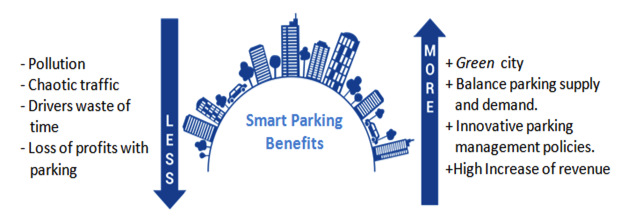 - Pollution
- Chaotic traffic
- Drivers waste of
time
- Loss of profits with
parking
LESS
Smart Parking
Benefits
MORE
+ Green city
+ Balance parking supply
and demand.
+ Innovative parking
management policies.
+High Increase of revenue